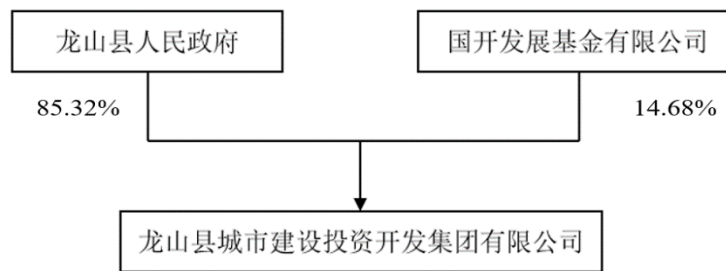 龙山县人民政府
国开发展基金有限公司
85.32%
14.68%
龙山县城市建设投资开发集团有限公司